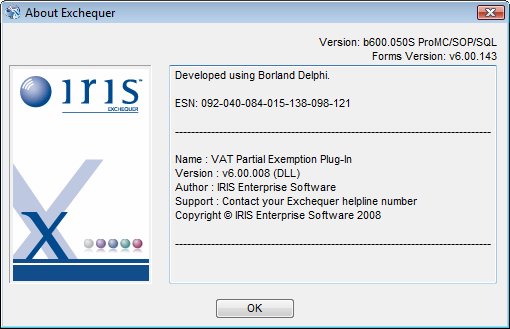 About Exchequer
Version: b600.050S ProMC/SOP/SQL
Forms Version: v6.00.143
IRIS™
EXCHEQUER
Developed using Borland Delphi.
ESN: 092-040-084-015-138-098-121
Name : VAT Partial Exemption Plug-In
Version : v6.00.008 (DLL)
Author : IRIS Enterprise Software
Support : Contact your Exchequer helpline number
Copyright © IRIS Enterprise Software 2008
OK